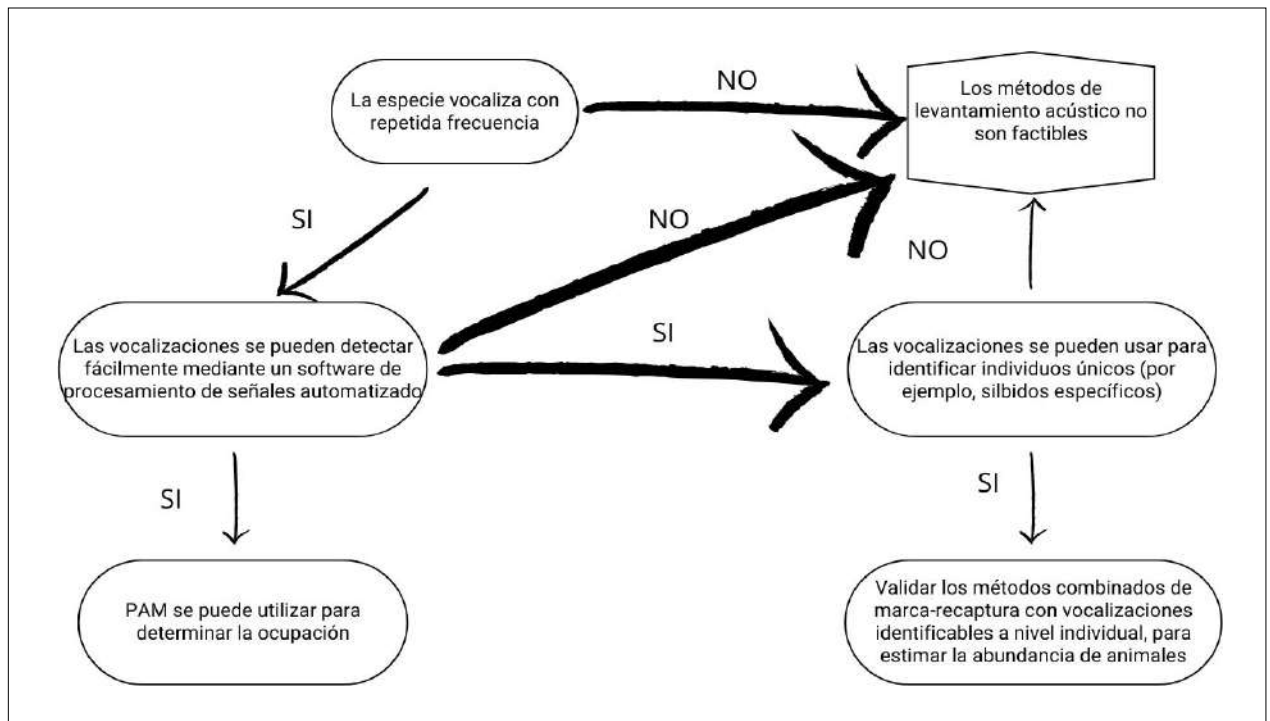 La especie vocaliza con
repetida frecuencia
NO
Los métodos de
levantamiento acústico no
son factibles
SI
NO
NO
Las vocalizaciones se pueden detectar
fácilmente mediante un software de
procesamiento de señales automatizado
SI
Las vocalizaciones se pueden usar para
identificar individuos únicos (por
ejemplo, silbidos específicos)
SI
SI
PAM se puede utilizar para
determinar la ocupación
Validar los métodos combinados de
marca-recaptura con vocalizaciones
identificables a nivel individual, para
estimar la abundancia de animales